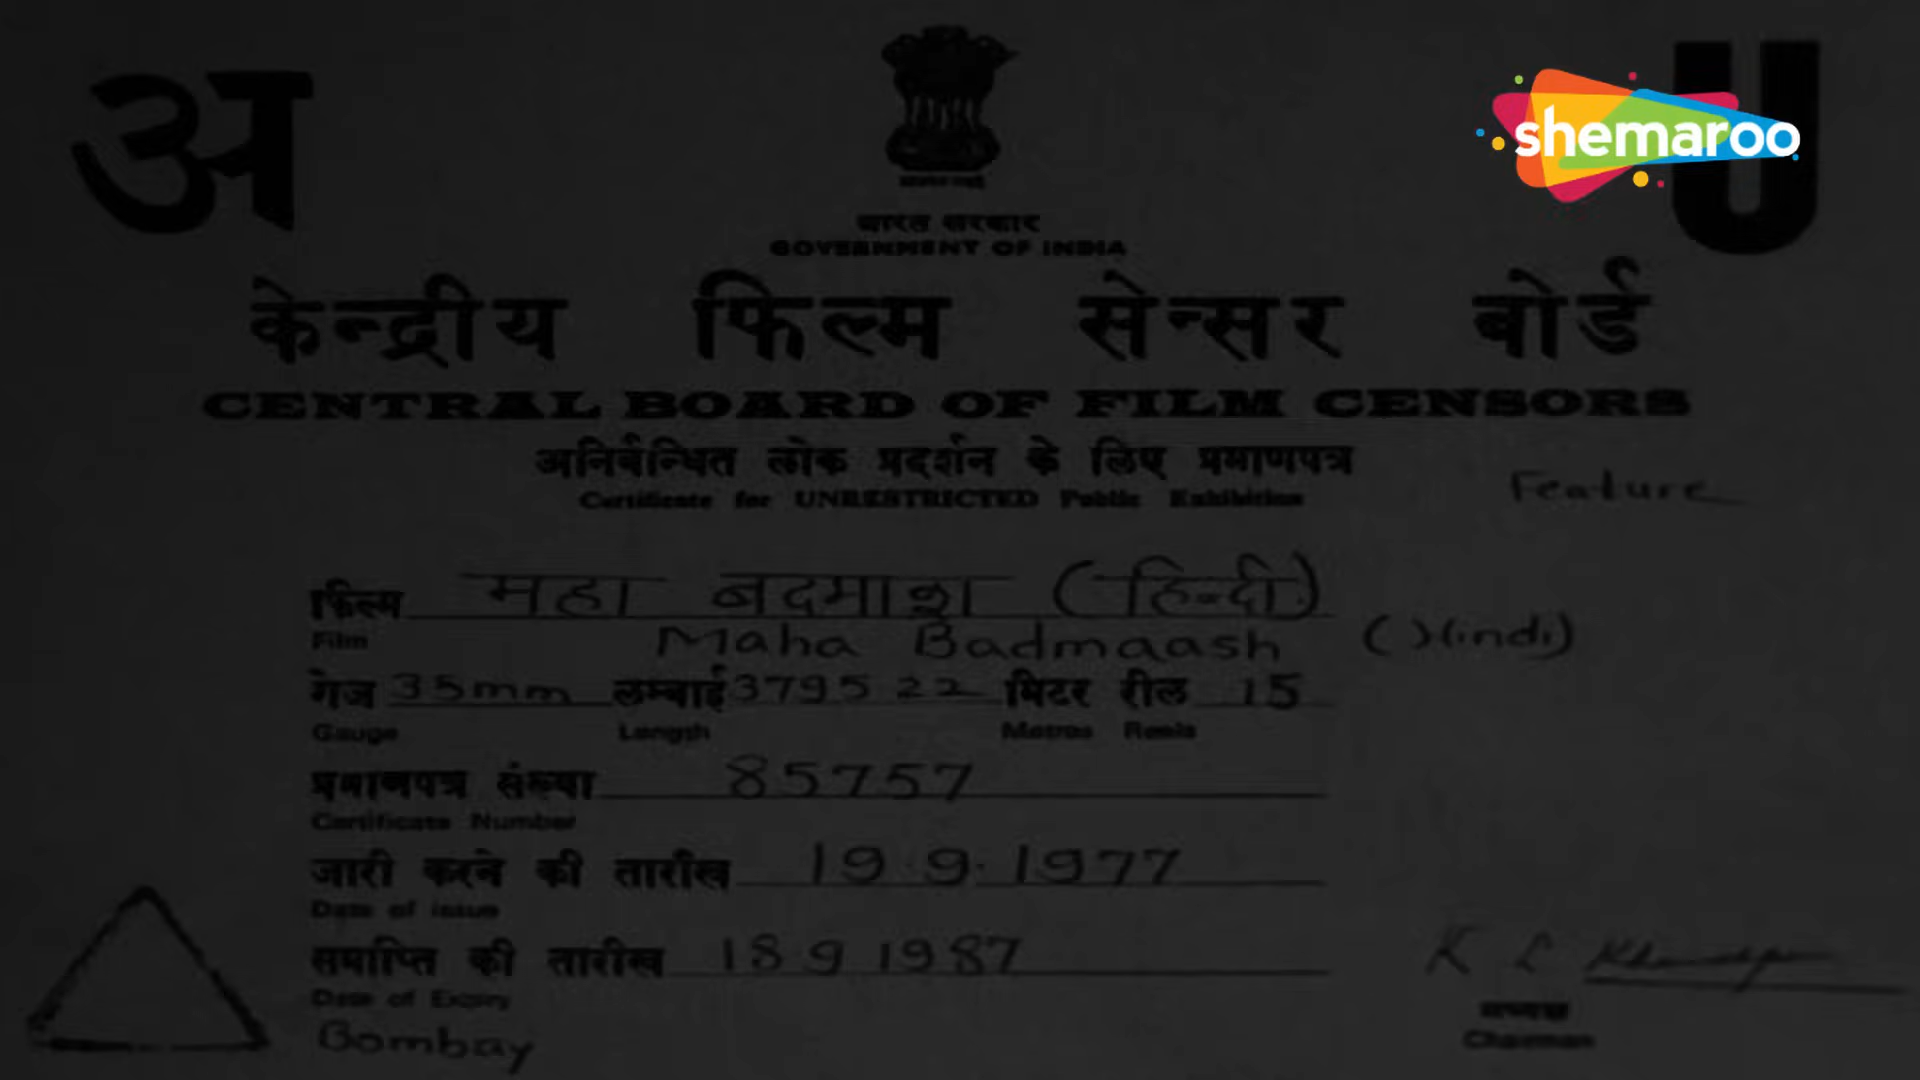 अ
U
shemaroo
भारत सरकार
GOVERNMENT OF INDIA
केन्द्रीय फिल्म सेन्सर बोर्ड
CENTRAL BOARD OF FILM CENSORS
अनिर्बन्धित लोक प्रदर्शन के लिए प्रमाणपत्र
Certificate for UNRESTRICTED Public Exhibition
Feature
फिल्म महा बदमाश (हिन्दी)
Film Maha Badmaash (Hindi)
गेज 35mm लम्बाई 3795 22 मिटर रील 15
Gauge Length Metres Reels
प्रमाणपत्र संख्या 85757
Certificate Number
जारी करने की तारीख 19.9.1977
Date of issue
समाप्ति की तारीख 18 9 1987
Date of Expiry
Bombay
K L
अध्यक्ष
Chairman